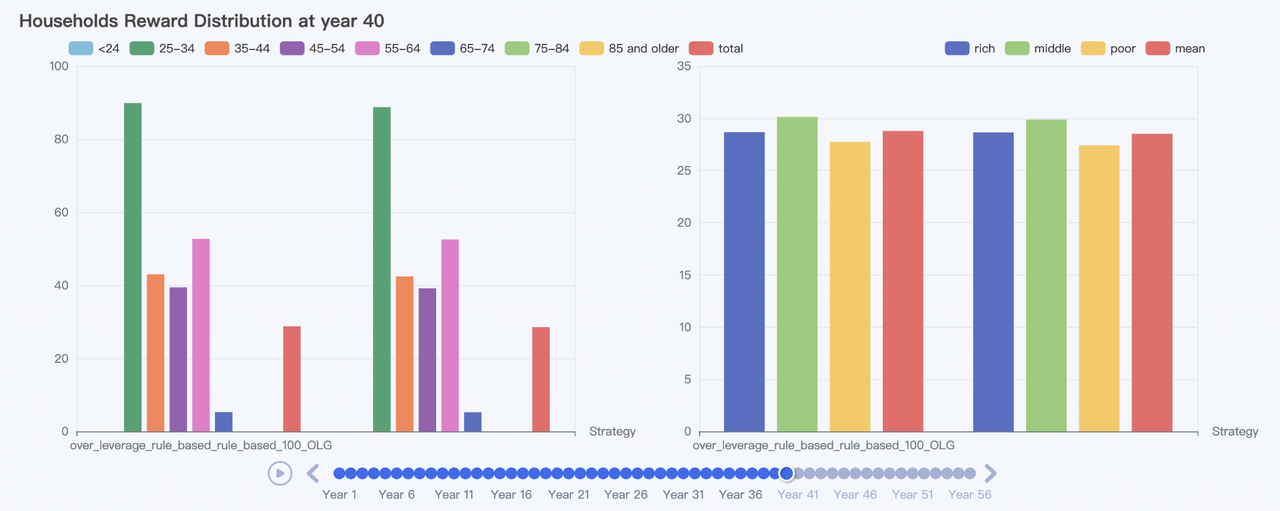 Households Reward Distribution at year 40
<24 25-34 35-44 45-54 55-64 65-74 75-84 85 and older total
100
80
60
40
20
0
over_leverage_rule_based_rule_based_100_OLG
Strategy
rich middle poor mean
35
30
25
20
15
10
5
0
over_leverage_rule_based_rule_based_100_OLG
Strategy
Year 1 Year 6 Year 11 Year 16 Year 21 Year 26 Year 31 Year 36 Year 41 Year 46 Year 51 Year 56